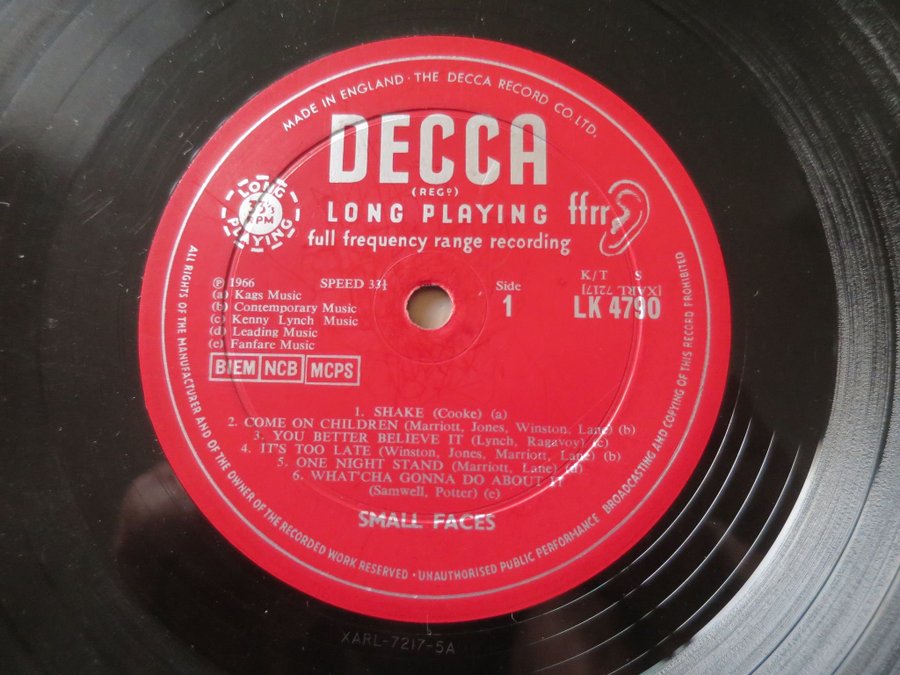 MADE IN ENGLAND · THE DECCA RECORD CO. LTD.
DECCA
(REGD)
LONG PLAYING ffrr
full frequency range recording
LONG
33⅓
RPM
PLAYING
℗ 1966 SPEED 33⅓
(a) Kags Music
(b) Contemporary Music
(c) Kenny Lynch Music
(d) Leading Music
(e) Fanfare Music
BIEM NCB MCPS
Side
1
K/T S
[XARL 7217]
LK 4790
1. SHAKE (Cooke) (a)
2. COME ON CHILDREN (Marriott, Jones, Winston, Lane) (b)
3. YOU BETTER BELIEVE IT (Lynch, Ragavoy) (c)
4. IT'S TOO LATE (Winston, Jones, Marriott, Lane) (b)
5. ONE NIGHT STAND (Marriott, Lane) (d)
6. WHAT'CHA GONNA DO ABOUT IT
(Samwell, Potter) (e)
SMALL FACES
ALL RIGHTS OF THE MANUFACTURER AND OF THE OWNER OF THE RECORDED WORK RESERVED · UNAUTHORISED PUBLIC PERFORMANCE BROADCASTING AND COPYING OF THIS RECORD PROHIBITED
XARL-7217-5A